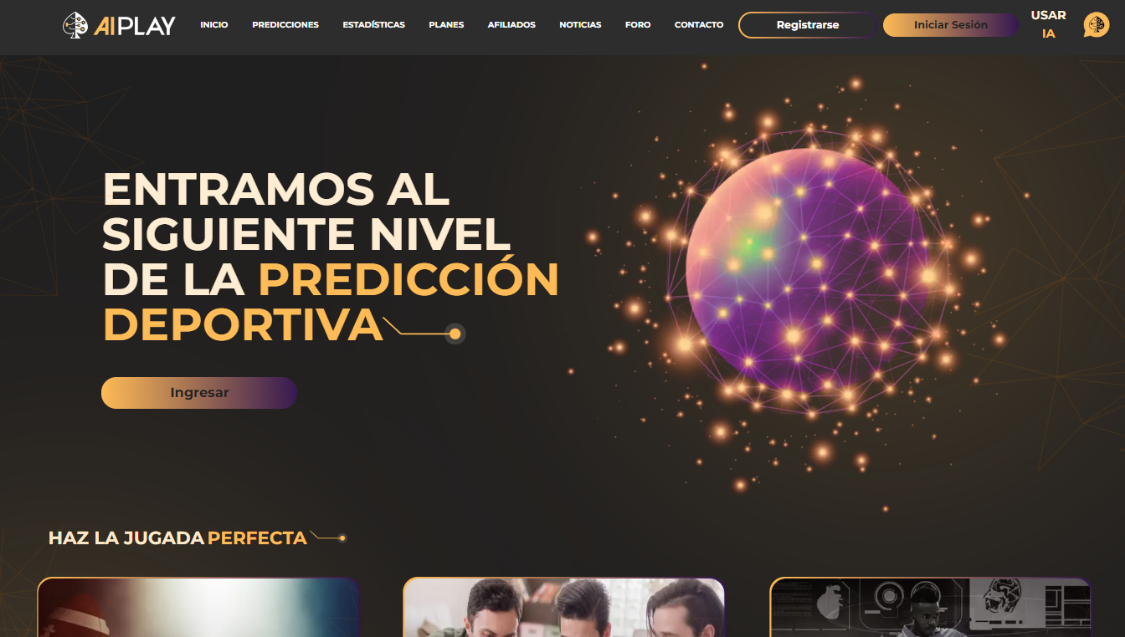 AIPLAY
INICIO
PREDICCIONES
ESTADÍSTICAS
PLANES
AFILIADOS
NOTICIAS
FORO
CONTACTO
Registrarse
Iniciar Sesión
USAR
IA
ENTRAMOS AL
SIGUIENTE NIVEL
DE LA PREDICCIÓN
DEPORTIVA
Ingresar
HAZ LA JUGADA PERFECTA